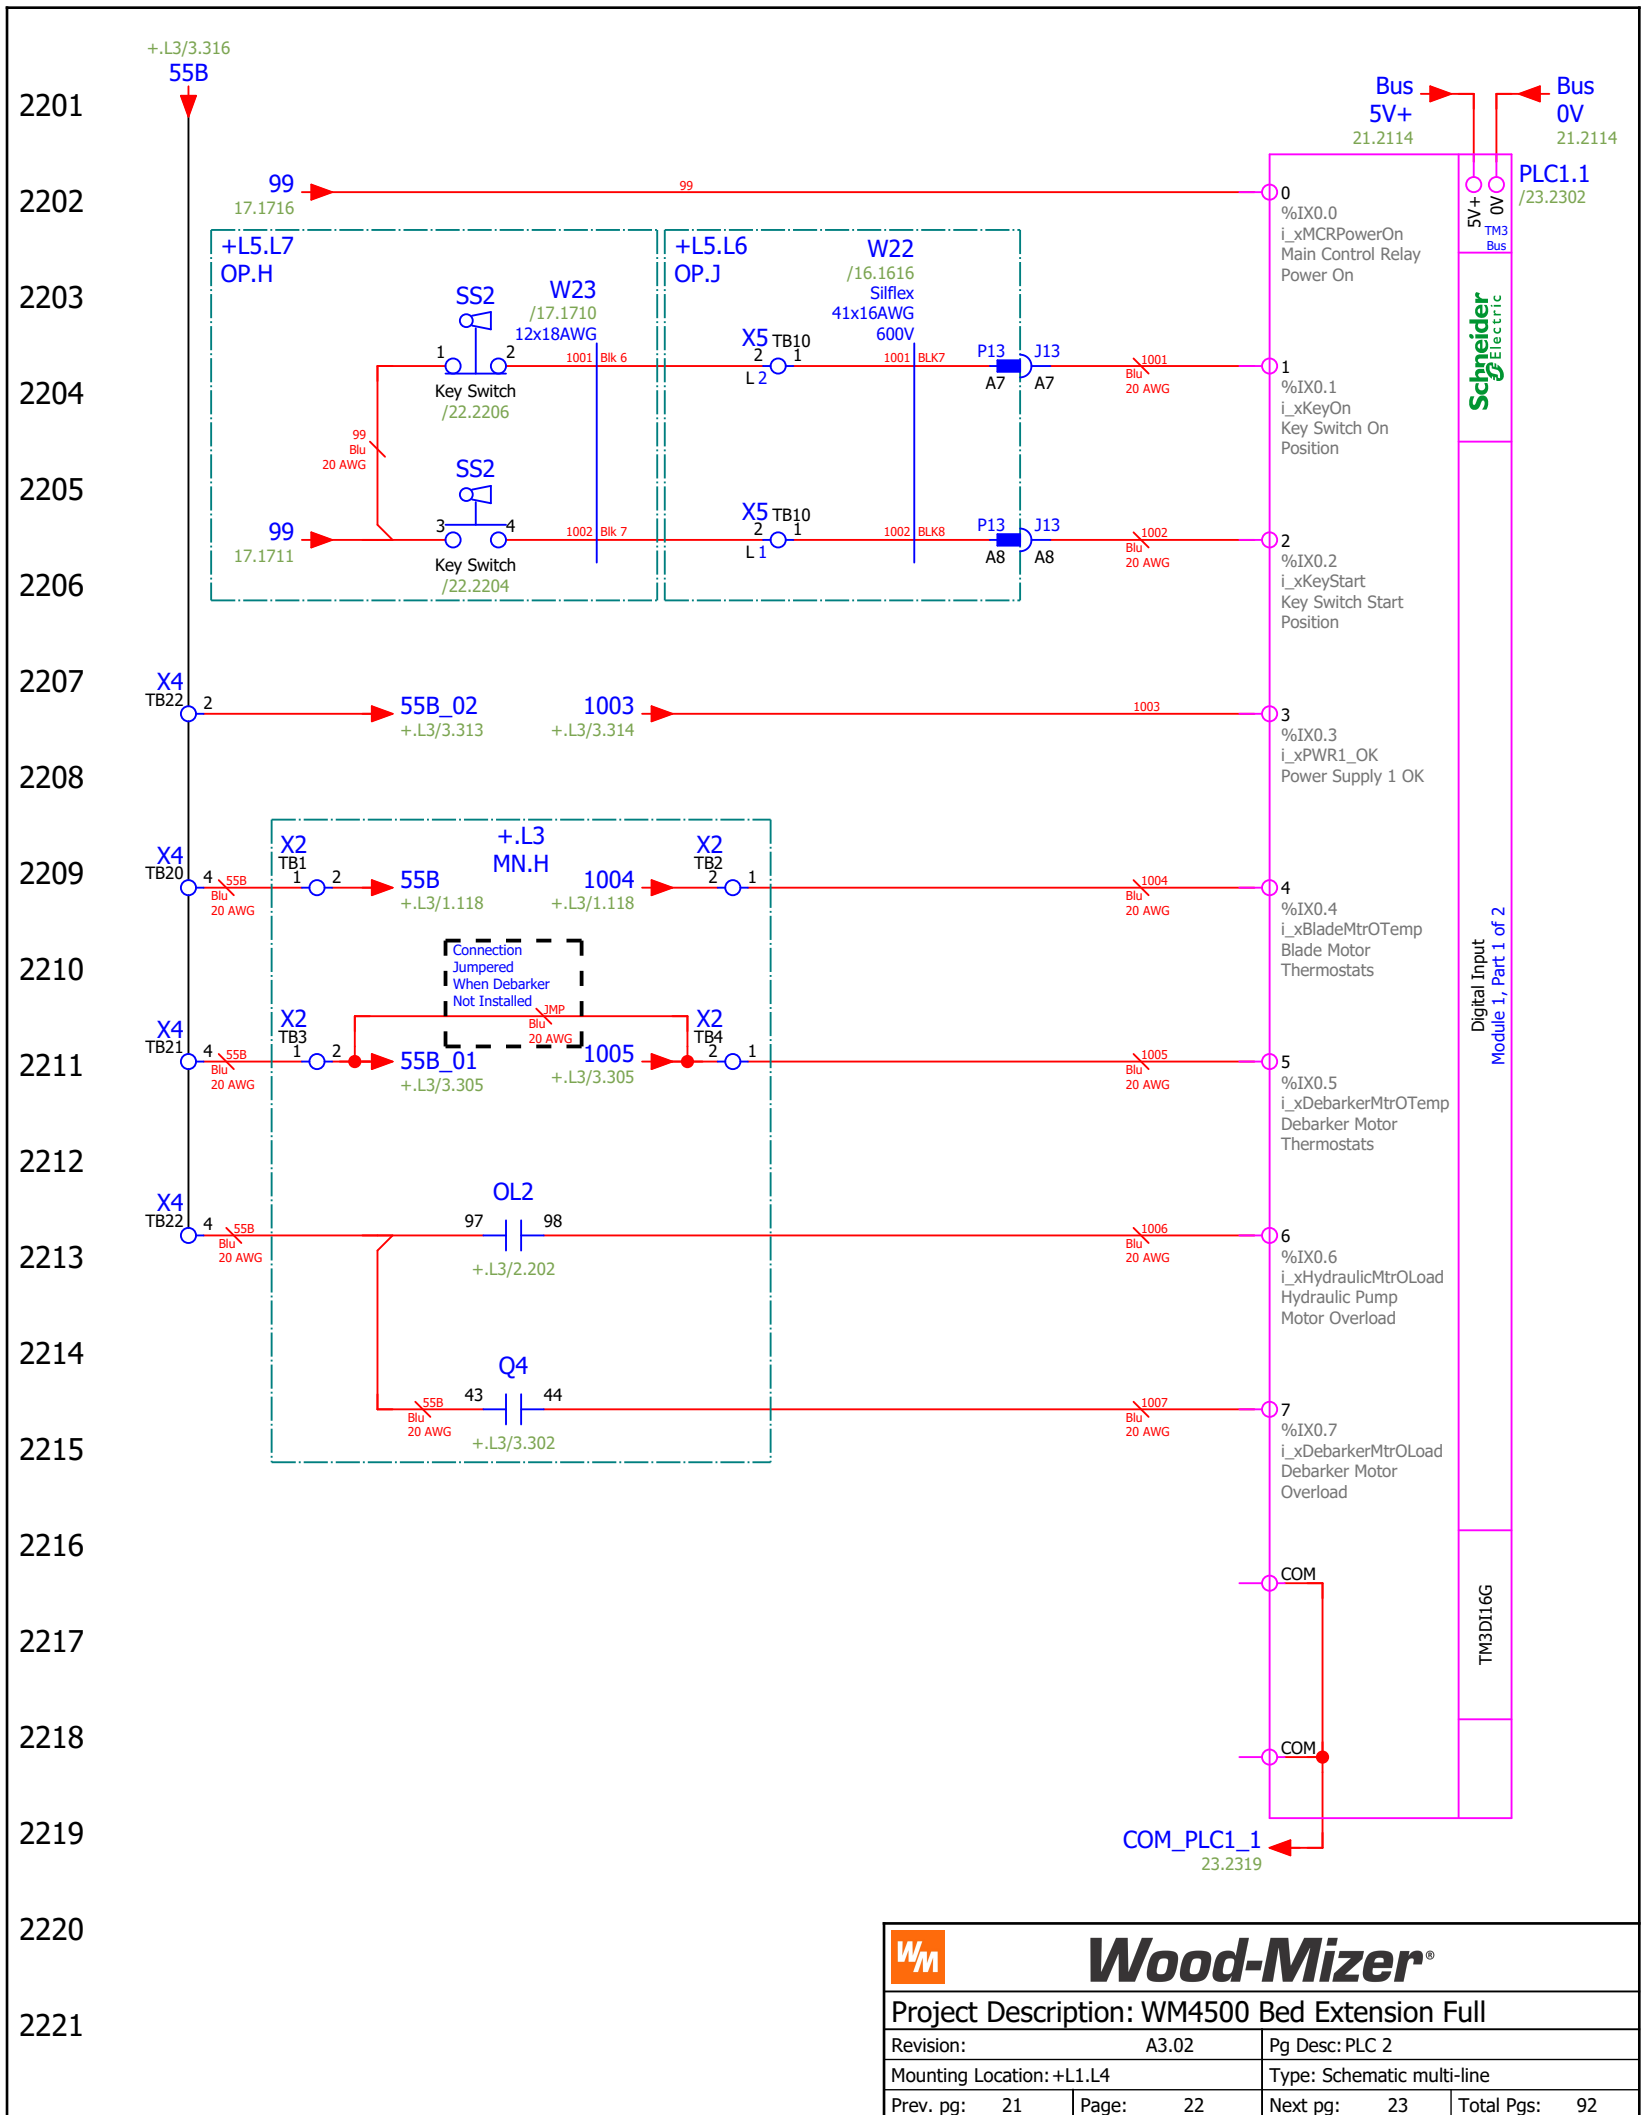 +.L3/3.316
55B
2201
Bus
5V+
21.2114
Bus
0V
21.2114
2202
99
17.1716
99
0
%IX0.0
i_xMCRPowerOn
Main Control Relay
Power On
5V+
0V
TM3
Bus
PLC1.1
/23.2302
2203
+L5.L7
OP.H
SS2
W23
/17.1710
12x18AWG
+L5.L6
OP.J
W22
/16.1616
Silflex
41x16AWG
600V
Schneider
Electric
2204
1
2
Key Switch
/22.2206
1001
Blk 6
X5
TB10
2
1
L
2
1001
BLK7
P13
J13
A7
A7
1001
Blu
20 AWG
1
%IX0.1
i_xKeyOn
Key Switch On
Position
99
Blu
20 AWG
2205
SS2
99
17.1711
3
4
Key Switch
/22.2204
1002
Blk 7
X5
TB10
2
1
L
1
1002
BLK8
P13
J13
A8
A8
1002
Blu
20 AWG
2
%IX0.2
i_xKeyStart
Key Switch Start
Position
2206
2207
X4
TB22
2
55B_02
+.L3/3.313
1003
+.L3/3.314
1003
3
%IX0.3
i_xPWR1_OK
Power Supply 1 OK
2208
+.L3
MN.H
2209
X4
TB20
4
55B
Blu
20 AWG
X2
TB1
1
2
55B
+.L3/1.118
1004
+.L3/1.118
X2
TB2
2
1
1004
Blu
20 AWG
4
%IX0.4
i_xBladeMtrOTemp
Blade Motor
Thermostats
Digital Input
Module 1, Part 1 of 2
2210
Connection
Jumpered
When Debarker
Not Installed
JMP
Blu
20 AWG
2211
X4
TB21
4
55B
Blu
20 AWG
X2
TB3
1
2
55B_01
+.L3/3.305
1005
+.L3/3.305
X2
TB4
2
1
1005
Blu
20 AWG
5
%IX0.5
i_xDebarkerMtrOTemp
Debarker Motor
Thermostats
2212
X4
TB22
4
55B
Blu
20 AWG
OL2
97
98
+.L3/2.202
1006
Blu
20 AWG
6
%IX0.6
i_xHydraulicMtrOLoad
Hydraulic Pump
Motor Overload
2213
2214
Q4
43
44
55B
Blu
20 AWG
+.L3/3.302
1007
Blu
20 AWG
7
%IX0.7
i_xDebarkerMtrOLoad
Debarker Motor
Overload
2215
2216
COM
TM3DI16G
2217
2218
COM
2219
COM_PLC1_1
23.2319
2220
WM
Wood-Mizer®
Project Description: WM4500 Bed Extension Full
2221
Revision: A3.02
Pg Desc: PLC 2
Mounting Location: +L1.L4
Type: Schematic multi-line
Prev. pg: 21
Page: 22
Next pg: 23
Total Pgs: 92